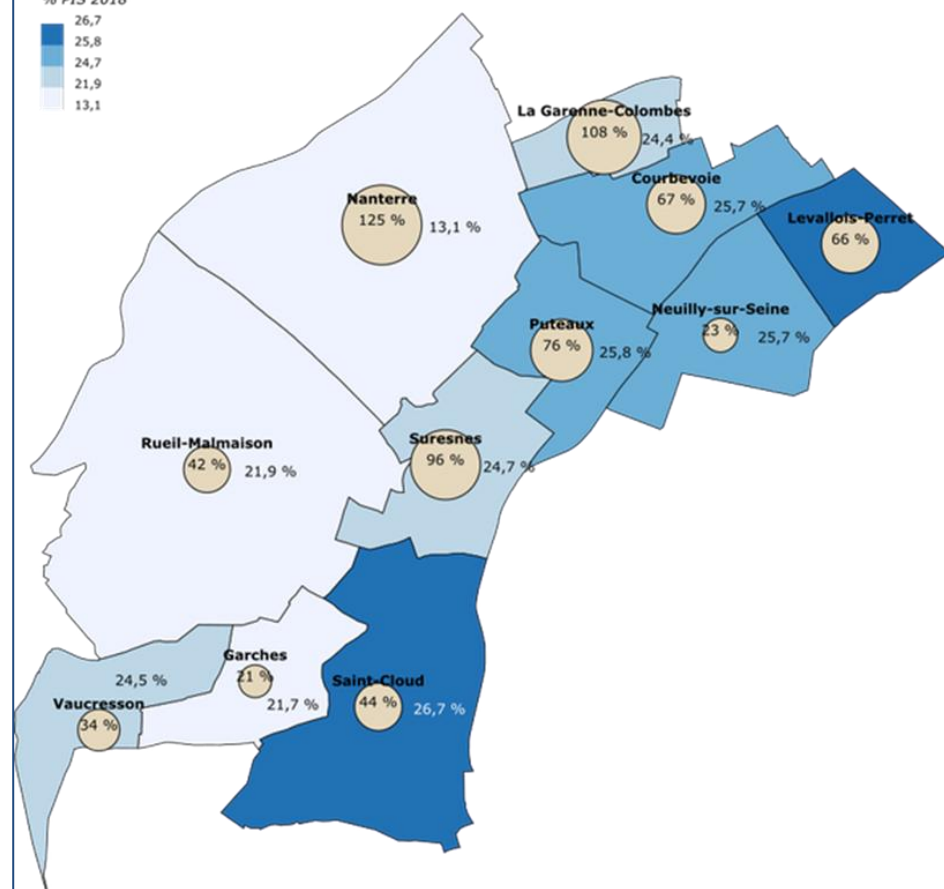 % PIS 2018
26,7
25,8
24,7
21,9
13,1
La Garenne-Colombes
108 %
24,4 %
Courbevoie
67 %
25,7 %
Levallois-Perret
66 %
Nanterre
125 %
13,1 %
Neuilly-sur-Seine
23 %
25,7 %
Puteaux
76 %
25,8 %
Suresnes
96 %
24,7 %
Rueil-Malmaison
42 %
21,9 %
Garches
21 %
21,7 %
Saint-Cloud
44 %
26,7 %
24,5 %
Vaucresson
34 %